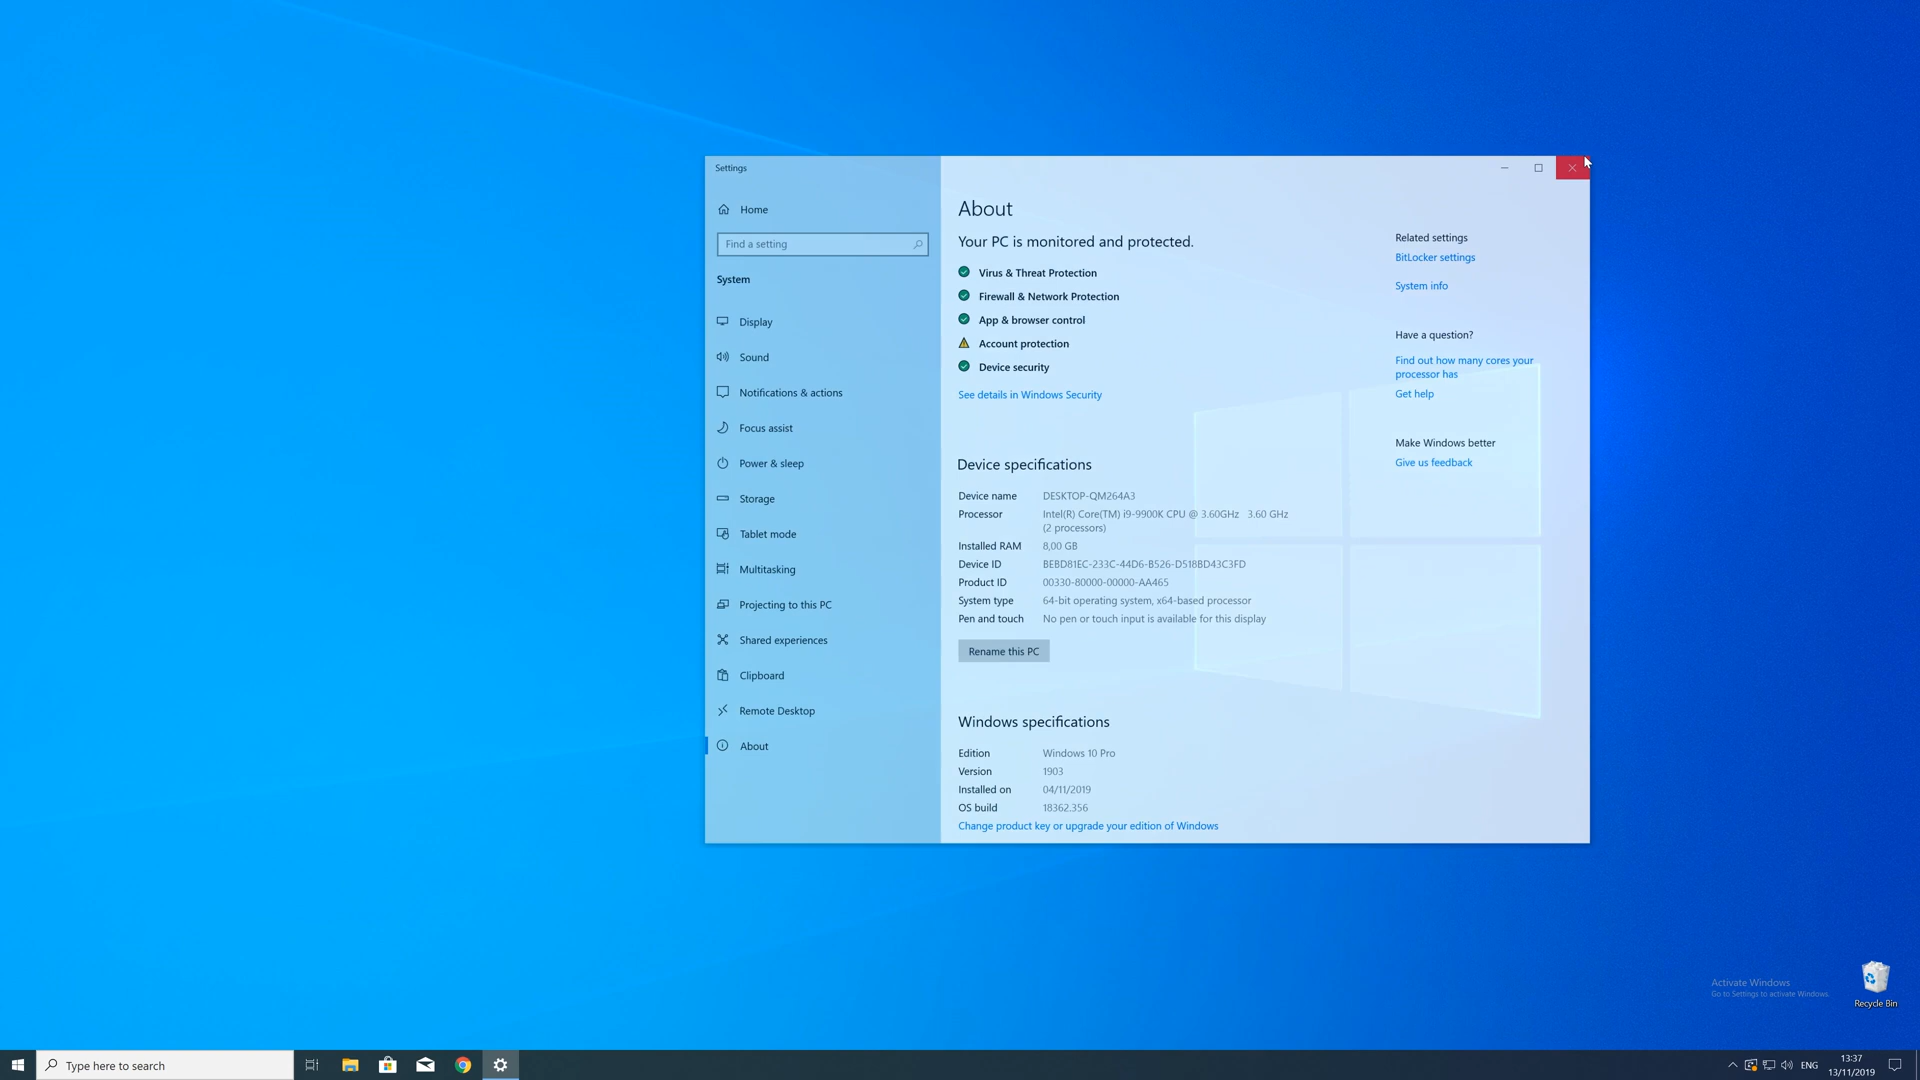 Settings
Home
Find a setting
System
Display
Sound
Notifications & actions
Focus assist
Power & sleep
Storage
Tablet mode
Multitasking
Projecting to this PC
Shared experiences
Clipboard
Remote Desktop
About
About
Your PC is monitored and protected.
Virus & Threat Protection
Firewall & Network Protection
App & browser control
Account protection
Device security
See details in Windows Security
Device specifications
Device name DESKTOP-QM264A3
Processor Intel(R) Core(TM) i9-9900K CPU @ 3.60GHz 3.60 GHz
(2 processors)
Installed RAM 8,00 GB
Device ID BEBD81EC-233C-44D6-B526-D518BD43C3FD
Product ID 00330-80000-00000-AA465
System type 64-bit operating system, x64-based processor
Pen and touch No pen or touch input is available for this display
Rename this PC
Windows specifications
Edition Windows 10 Pro
Version 1903
Installed on 04/11/2019
OS build 18362.356
Change product key or upgrade your edition of Windows
Related settings
BitLocker settings
System info
Have a question?
Find out how many cores your
processor has
Get help
Make Windows better
Give us feedback
Activate Windows
Go to Settings to activate Windows.
Recycle Bin
Type here to search
ENG
13:37
13/11/2019